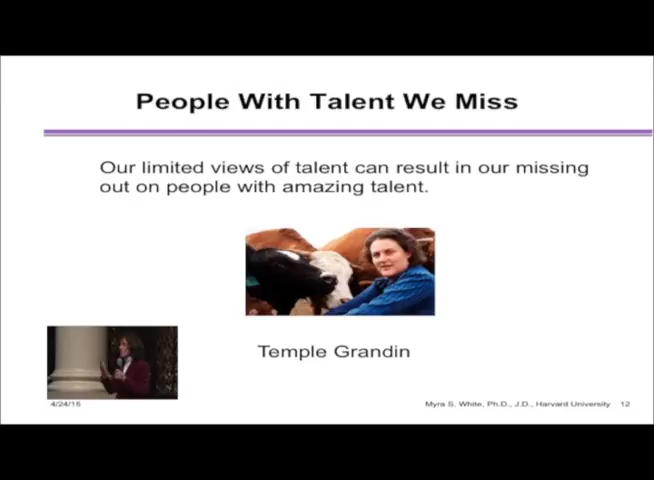 People With Talent We Miss
Our limited views of talent can result in our missing
out on people with amazing talent.
Temple Grandin
4/24/15
Myra S. White, Ph.D., J.D., Harvard University 12